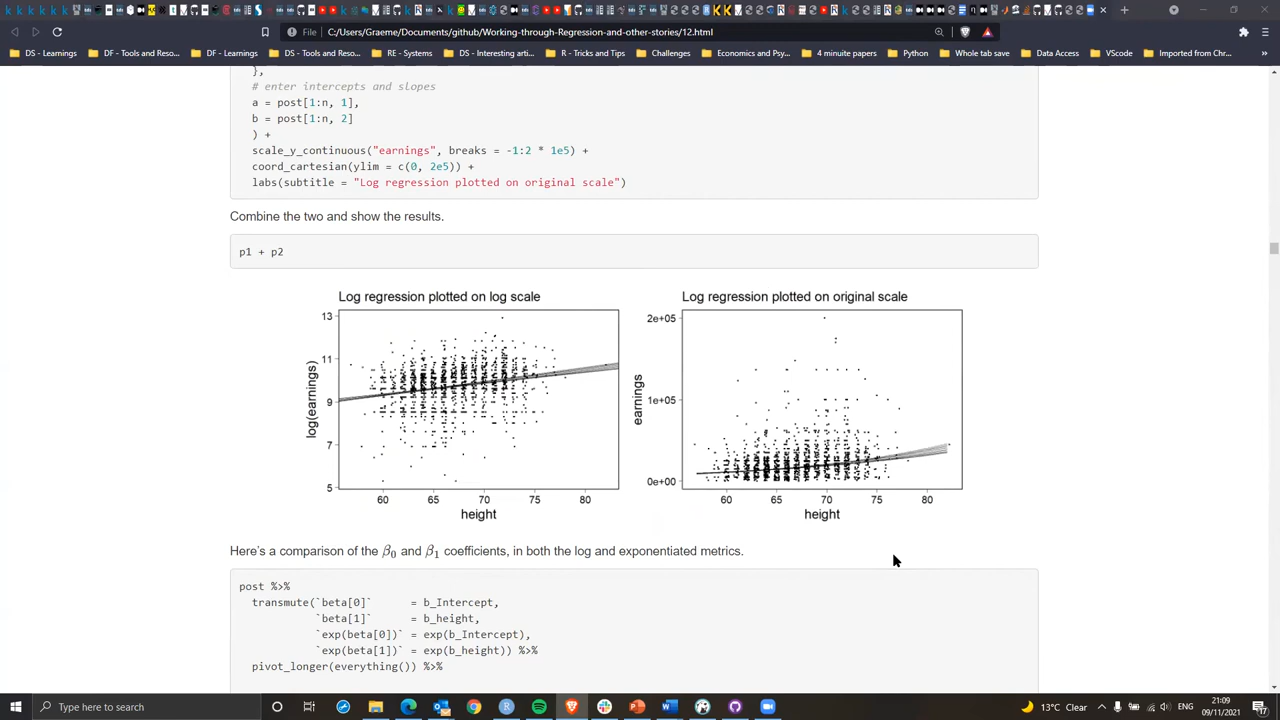 File | C:/Users/Graeme/Documents/github/Working-through-Regression-and-other-stories/12.html
DS - Learnings
DF - Tools and Reso...
DF - Learnings
DS - Tools and Reso...
RE - Systems
DS - Interesting arti...
R - Tricks and Tips
Challenges
Economics and Psy...
4 minute papers
Python
Whole tab save
Data Access
VScode
Imported from Chr...
},
# enter intercepts and slopes
a = post[1:n, 1],
b = post[1:n, 2]
) +
scale_y_continuous("earnings", breaks = -1:2 * 1e5) +
coord_cartesian(ylim = c(0, 2e5)) +
labs(subtitle = "Log regression plotted on original scale")
Combine the two and show the results.
p1 + p2
Log regression plotted on log scale
13
11
9
7
5
log(earnings)
60 65 70 75 80
height
Log regression plotted on original scale
2e+05
1e+05
0e+00
earnings
60 65 70 75 80
height
Here's a comparison of the β0 and β1 coefficients, in both the log and exponentiated metrics.
post %>%
transmute(`beta[0]` = b_Intercept,
`beta[1]` = b_height,
`exp(beta[0])` = exp(b_Intercept),
`exp(beta[1])` = exp(b_height)) %>%
pivot_longer(everything()) %>%
Type here to search
13°C Clear
21:09
09/11/2021